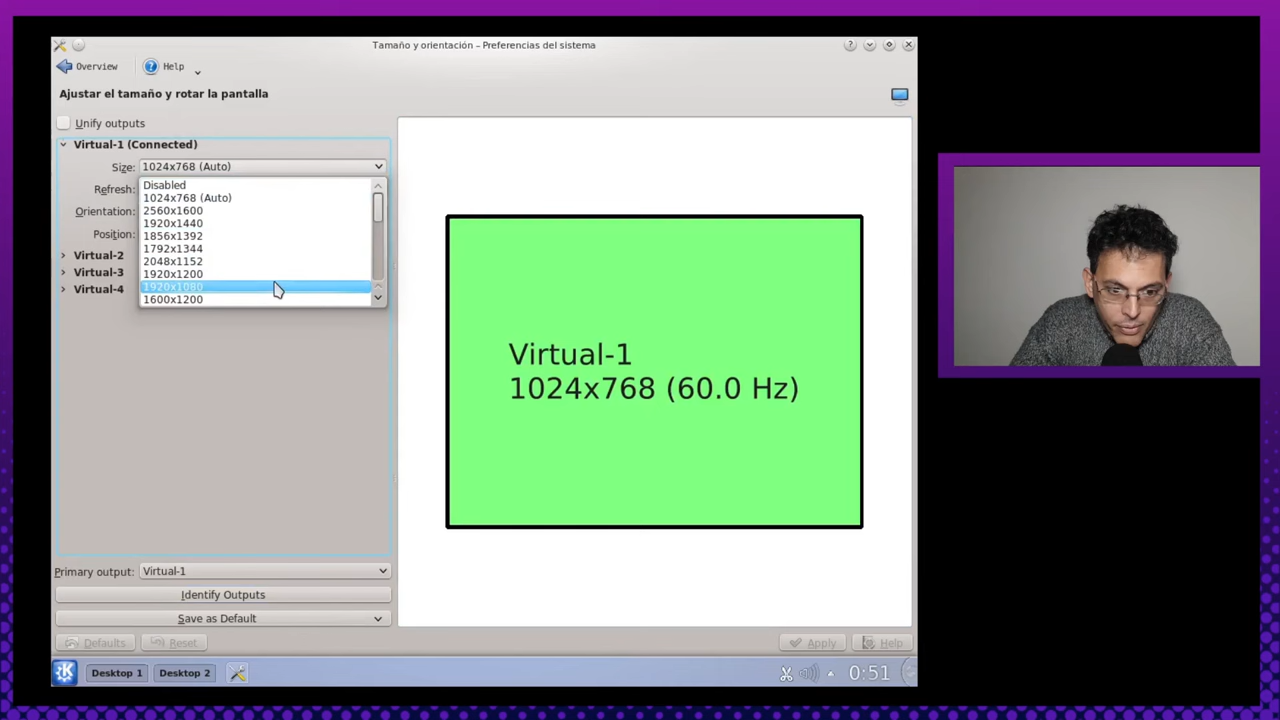 Tamaño y orientación – Preferencias del sistema
Overview
Help
Ajustar el tamaño y rotar la pantalla
Unify outputs
Virtual-1 (Connected)
Size: 1024x768 (Auto)
Refresh:
Orientation:
Position:
Disabled
1024x768 (Auto)
2560x1600
1920x1440
1856x1392
1792x1344
2048x1152
1920x1200
1920x1080
1600x1200
Virtual-2
Virtual-3
Virtual-4
Virtual-1
1024x768 (60.0 Hz)
Primary output: Virtual-1
Identify Outputs
Save as Default
Defaults
Reset
Apply
Help
Desktop 1
Desktop 2
0:51